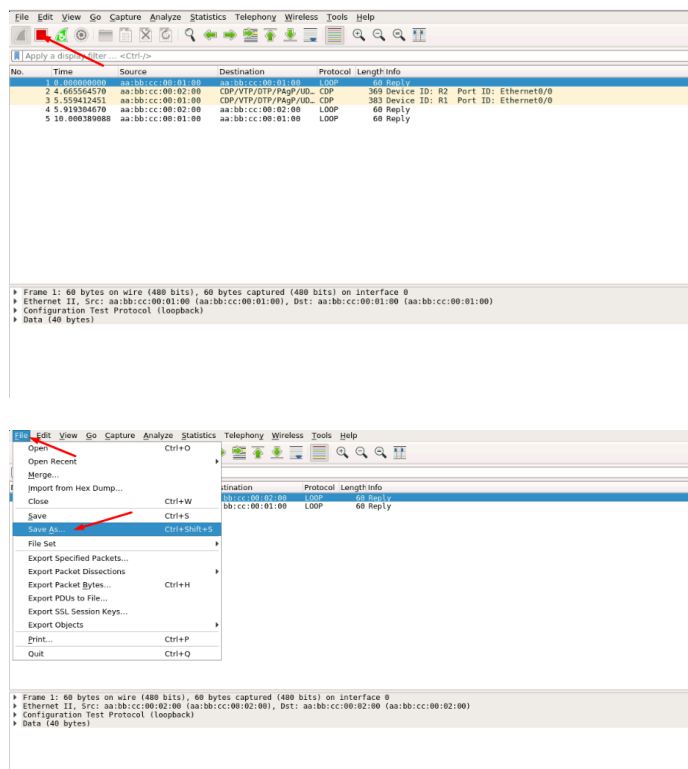 File Edit View Go Capture Analyze Statistics Telephony Wireless Tools Help
Apply a display filter ... <Ctrl-/>
No. Time Source Destination Protocol Length Info
1 0.000000000 aa:bb:cc:00:01:00 aa:bb:cc:00:01:00 LOOP 60 Reply
2 4.665564570 aa:bb:cc:00:02:00 CDP/VTP/DTP/PAgP/UD… CDP 369 Device ID: R2 Port ID: Ethernet0/0
3 5.559412451 aa:bb:cc:00:01:00 CDP/VTP/DTP/PAgP/UD… CDP 383 Device ID: R1 Port ID: Ethernet0/0
4 5.919304670 aa:bb:cc:00:02:00 aa:bb:cc:00:02:00 LOOP 60 Reply
5 10.000389088 aa:bb:cc:00:01:00 aa:bb:cc:00:01:00 LOOP 60 Reply
Frame 1: 60 bytes on wire (480 bits), 60 bytes captured (480 bits) on interface 0
Ethernet II, Src: aa:bb:cc:00:01:00 (aa:bb:cc:00:01:00), Dst: aa:bb:cc:00:01:00 (aa:bb:cc:00:01:00)
Configuration Test Protocol (loopback)
Data (40 bytes)
File Edit View Go Capture Analyze Statistics Telephony Wireless Tools Help
Open Ctrl+O
Open Recent
Merge...
Import from Hex Dump...
Close Ctrl+W
stination Protocol Length Info
bb:cc:00:02:00 LOOP 60 Reply
Save Ctrl+S
bb:cc:00:01:00 LOOP 60 Reply
Save As... Ctrl+Shift+S
File Set
Export Specified Packets...
Export Packet Dissections
Export Packet Bytes... Ctrl+H
Export PDUs to File...
Export SSL Session Keys...
Export Objects
Print... Ctrl+P
Quit Ctrl+Q
Frame 1: 60 bytes on wire (480 bits), 60 bytes captured (480 bits) on interface 0
Ethernet II, Src: aa:bb:cc:00:02:00 (aa:bb:cc:00:02:00), Dst: aa:bb:cc:00:02:00 (aa:bb:cc:00:02:00)
Configuration Test Protocol (loopback)
Data (40 bytes)